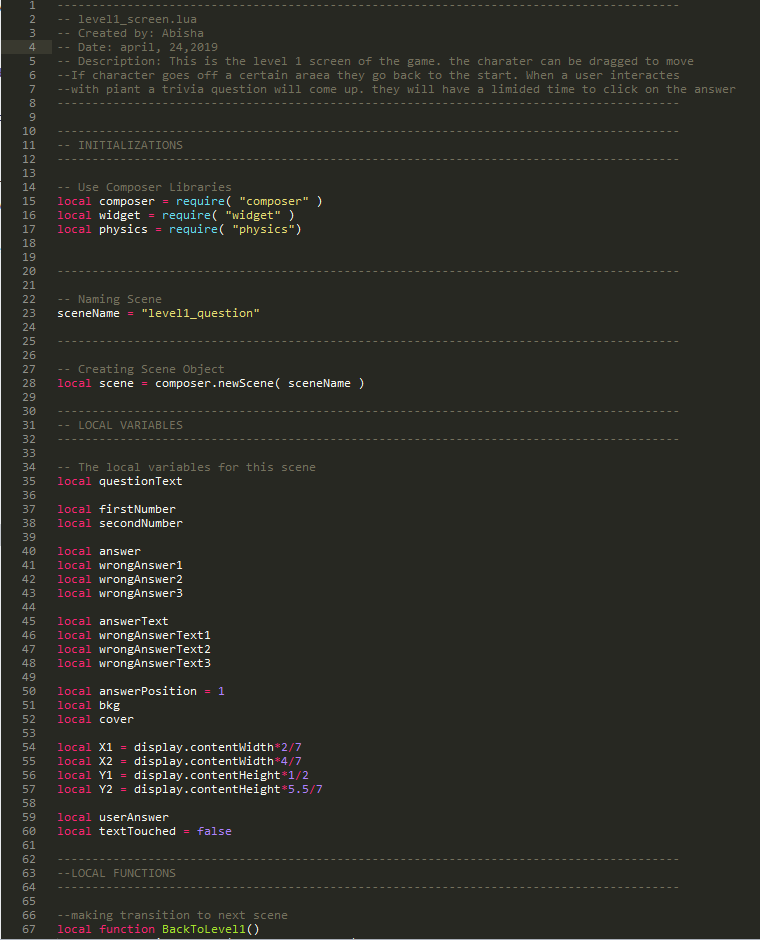 1 -----------------------------------------------------------------------------------------
2 -- level1_screen.lua
3 -- Created by: Abisha
4 -- Date: april, 24,2019
5 -- Description: This is the level 1 screen of the game. the charater can be dragged to move
6 --If character goes off a certain araea they go back to the start. When a user interactes
7 --with piant a trivia question will come up. they will have a limided time to click on the answer
8 -----------------------------------------------------------------------------------------
9
10 -----------------------------------------------------------------------------------------
11 -- INITIALIZATIONS
12 -----------------------------------------------------------------------------------------
13
14 -- Use Composer Libraries
15 local composer = require( "composer" )
16 local widget = require( "widget" )
17 local physics = require( "physics")
18
19
20 -----------------------------------------------------------------------------------------
21
22 -- Naming Scene
23 sceneName = "level1_question"
24
25 -----------------------------------------------------------------------------------------
26
27 -- Creating Scene Object
28 local scene = composer.newScene( sceneName )
29
30 -----------------------------------------------------------------------------------------
31 -- LOCAL VARIABLES
32 -----------------------------------------------------------------------------------------
33
34 -- The local variables for this scene
35 local questionText
36
37 local firstNumber
38 local secondNumber
39
40 local answer
41 local wrongAnswer1
42 local wrongAnswer2
43 local wrongAnswer3
44
45 local answerText
46 local wrongAnswerText1
47 local wrongAnswerText2
48 local wrongAnswerText3
49
50 local answerPosition = 1
51 local bkg
52 local cover
53
54 local X1 = display.contentWidth*2/7
55 local X2 = display.contentWidth*4/7
56 local Y1 = display.contentHeight*1/2
57 local Y2 = display.contentHeight*5.5/7
58
59 local userAnswer
60 local textTouched = false
61
62 -----------------------------------------------------------------------------------------
63 --LOCAL FUNCTIONS
64 -----------------------------------------------------------------------------------------
65
66 --making transition to next scene
67 local function BackToLevel1()